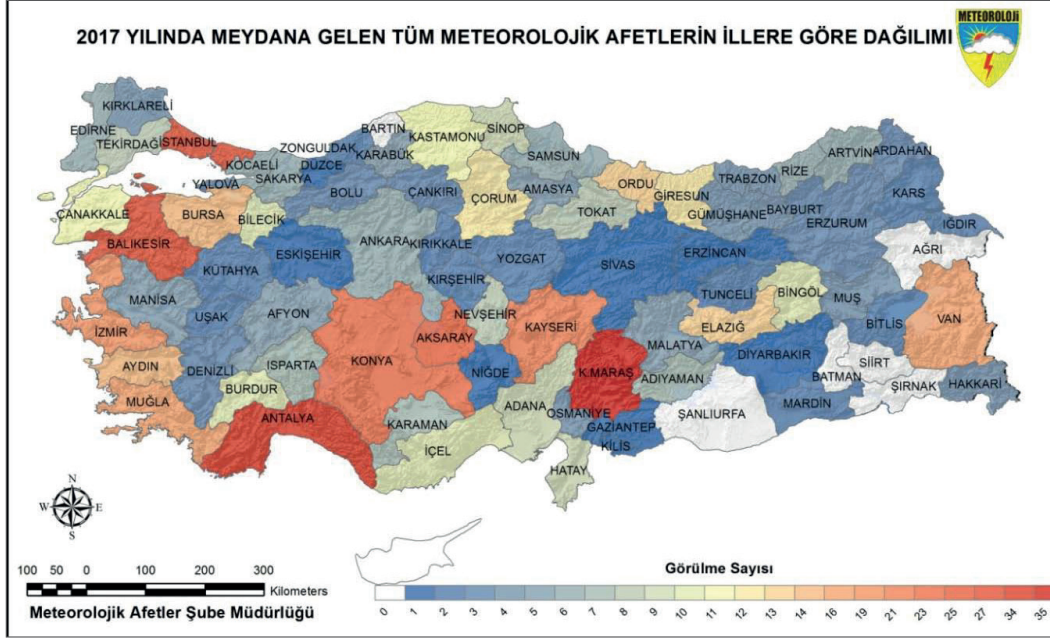 METEOROLOJİ
2017 YILINDA MEYDANA GELEN TÜM METEOROLOJİK AFETLERİN İLLERE GÖRE DAĞILIMI
KIRKLARELİ
EDİRNE
TEKİRDAĞ
İSTANBUL
KOCAELİ
YALOVA
SAKARYA
ZONGULDAK
DÜZCE
BARTIN
KARABÜK
KASTAMONU
SİNOP
SAMSUN
BOLU
ÇANKIRI
ÇORUM
AMASYA
TOKAT
ORDU
GİRESUN
GÜMÜŞHANE
TRABZON
RİZE
ARTVİN
ARDAHAN
BAYBURT
ERZURUM
KARS
IĞDIR
AĞRI
ÇANAKKALE
BURSA
BİLECİK
BALIKESİR
KÜTAHYA
ESKİŞEHİR
ANKARA
KIRIKKALE
KIRŞEHİR
YOZGAT
SİVAS
ERZİNCAN
TUNCELİ
BİNGÖL
MUŞ
BİTLİS
VAN
MANİSA
UŞAK
AFYON
İZMİR
AYDIN
DENİZLİ
ISPARTA
BURDUR
MUĞLA
ANTALYA
KONYA
AKSARAY
NEVŞEHİR
KAYSERİ
NİĞDE
KARAMAN
İÇEL
ADANA
K.MARAŞ
OSMANİYE
GAZİANTEP
KİLİS
HATAY
MALATYA
ELAZIĞ
ADIYAMAN
DİYARBAKIR
ŞANLIURFA
MARDİN
BATMAN
SİİRT
ŞIRNAK
HAKKARİ
N
W E
S
100 50 0 100 200 300
Kilometers
Meteorolojik Afetler Şube Müdürlüğü
Görülme Sayısı
0 1 2 3 4 5 6 7 8 9 10 11 12 13 14 16 19 21 23 25 27 34 35